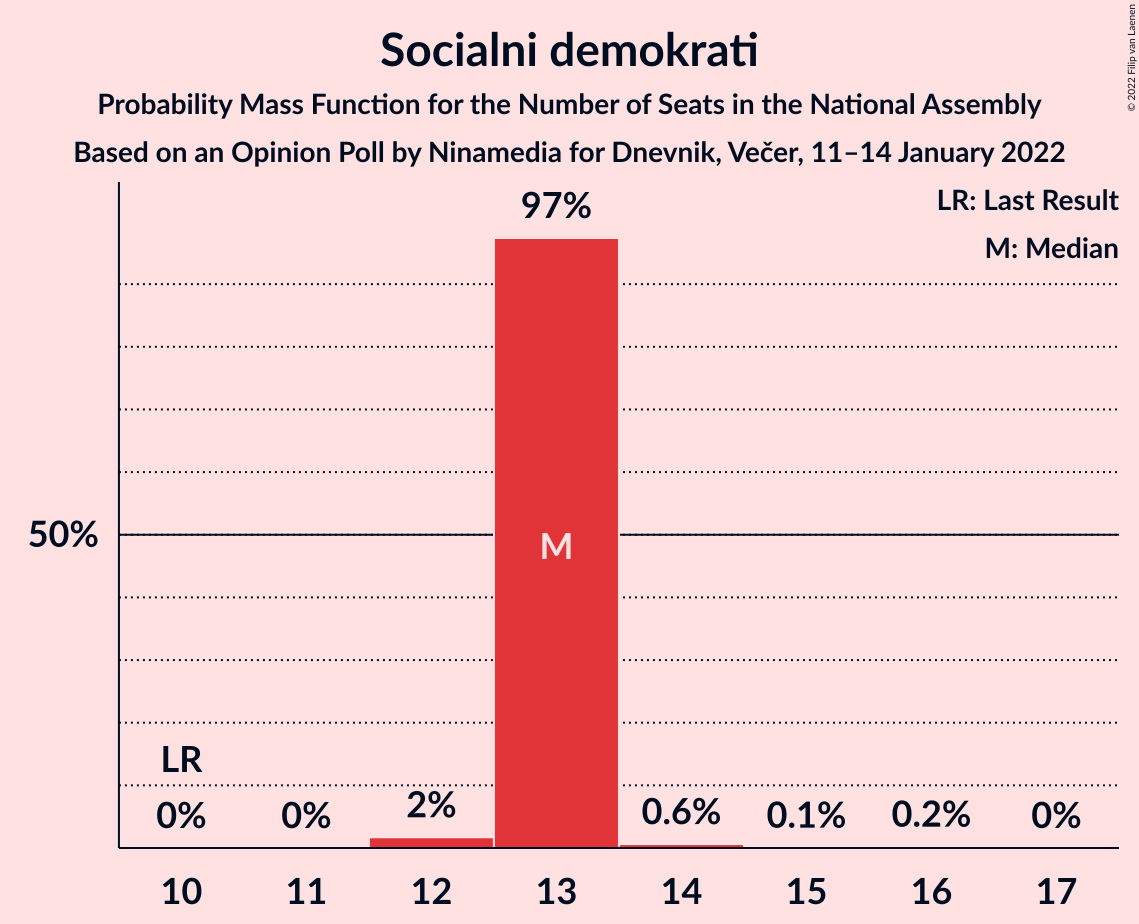 Socialni demokrati
Probability Mass Function for the Number of Seats in the National Assembly
Based on an Opinion Poll by Ninamedia for Dnevnik, Večer, 11–14 January 2022
© 2022 Filip van Laenen
LR: Last Result
M: Median
97%
50%
M
LR
0%
0%
2%
0.6%
0.1%
0.2%
0%
10
11
12
13
14
15
16
17